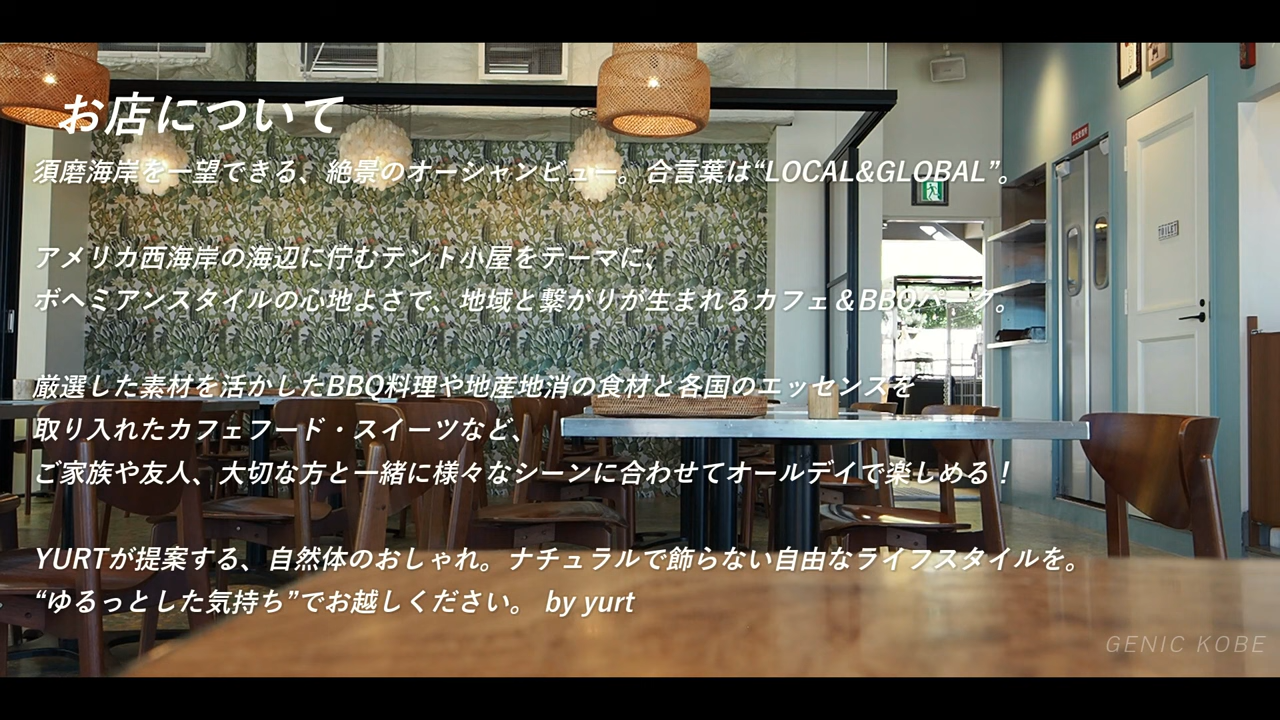 お店について
須磨海岸を一望できる、絶景のオーシャンビュー。合言葉は“LOCAL&GLOBAL”。
アメリカ西海岸の海辺に佇むテント小屋をテーマに、
ボヘミアンスタイルの心地よさで、地域と繋がりが生まれるカフェ＆BBQパーク。
厳選した素材を活かしたBBQ料理や地産地消の食材と各国のエッセンスを
取り入れたカフェフード・スイーツなど、
ご家族や友人、大切な方と一緒に様々なシーンに合わせてオールデイで楽しめる！
YURTが提案する、自然体のおしゃれ。ナチュラルで飾らない自由なライフスタイルを。
“ゆるっとした気持ち”でお越しください。 by yurt
TOILET
GENIC KOBE